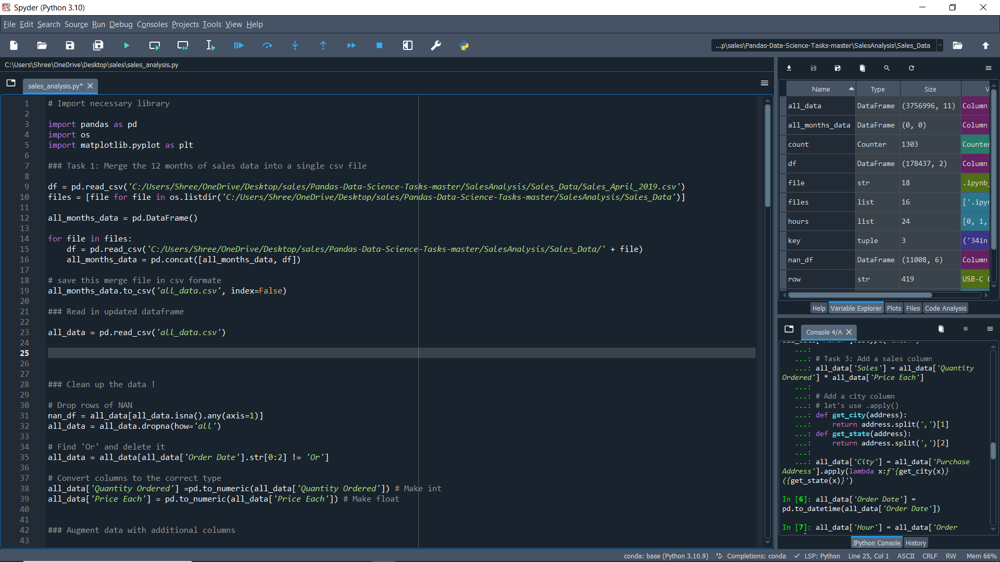 Spyder (Python 3.10)
File Edit Search Source Run Debug Consoles Projects Tools View Help
...p\sales\Pandas-Data-Science-Tasks-master\SalesAnalysis\Sales_Data
C:\Users\Shree\OneDrive\Desktop\sales\sales_analysis.py
sales_analysis.py*
1 # Import necessary library
2
3 import pandas as pd
4 import os
5 import matplotlib.pyplot as plt
6
7 ### Task 1: Merge the 12 months of sales data into a single csv file
8
9 df = pd.read_csv('C:/Users/Shree/OneDrive/Desktop/sales/Pandas-Data-Science-Tasks-master/SalesAnalysis/Sales_Data/Sales_April_2019.csv')
10 files = [file for file in os.listdir('C:/Users/Shree/OneDrive/Desktop/sales/Pandas-Data-Science-Tasks-master/SalesAnalysis/Sales_Data')]
11
12 all_months_data = pd.DataFrame()
13
14 for file in files:
15     df = pd.read_csv('C:/Users/Shree/OneDrive/Desktop/sales/Pandas-Data-Science-Tasks-master/SalesAnalysis/Sales_Data/' + file)
16     all_months_data = pd.concat([all_months_data, df])
17
18 # save this merge file in csv formate
19 all_months_data.to_csv('all_data.csv', index=False)
20
21 ### Read in updated dataframe
22
23 all_data = pd.read_csv('all_data.csv')
24
25
26
27
28 ### Clean up the data !
29
30 # Drop rows of NAN
31 nan_df = all_data[all_data.isna().any(axis=1)]
32 all_data = all_data.dropna(how='all')
33
34 # Find 'Or' and delete it
35 all_data = all_data[all_data['Order Date'].str[0:2] != 'Or']
36
37 # Convert columns to the correct type
38 all_data['Quantity Ordered'] =pd.to_numeric(all_data['Quantity Ordered']) # Make int
39 all_data['Price Each'] = pd.to_numeric(all_data['Price Each']) # Make float
40
41
42 ### Augment data with additional columns
43
Name Type Size V
all_data DataFrame (3756996, 11) Column
all_months_data DataFrame (0, 0) Column
count Counter 1303 Counter
df DataFrame (178437, 2) Column
file str 18 .ipynb_
files list 16 ['.ipyn
hours list 24 [0, 1,
key tuple 3 ('34in
nan_df DataFrame (11008, 6) Column
row str 419 USB-C C
Help Variable Explorer Plots Files Code Analysis
Console 4/A
...:
...: # Task 3: Add a sales column
...: all_data['Sales'] = all_data['Quantity
Ordered'] * all_data['Price Each']
...:
...: # Add a city column
...: # let's use .apply()
...: def get_city(address):
...:     return address.split(',')[1]
...: def get_state(address):
...:     return address.split(',')[2]
...:
...: all_data['City'] = all_data['Purchase
Address'].apply(lambda x:f'{get_city(x)}
({get_state(x)}')
In [6]: all_data['Order Date'] =
pd.to_datetime(all_data['Order Date'])
In [7]: all_data['Hour'] = all_data['Order
IPython Console History
conda: base (Python 3.10.9) Completions: conda LSP: Python Line 25, Col 1 ASCII CRLF RW Mem 66%